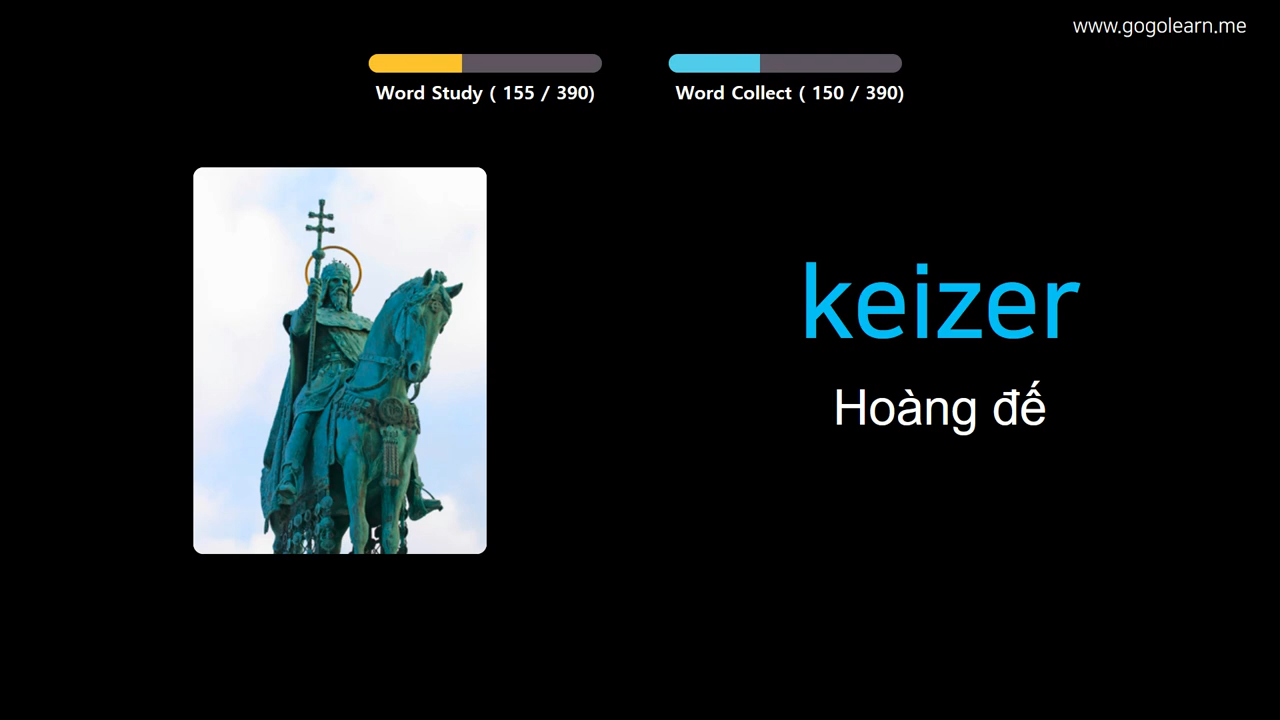 www.gogolearn.me
Word Study ( 155 / 390)
Word Collect ( 150 / 390)
keizer
Hoàng đế